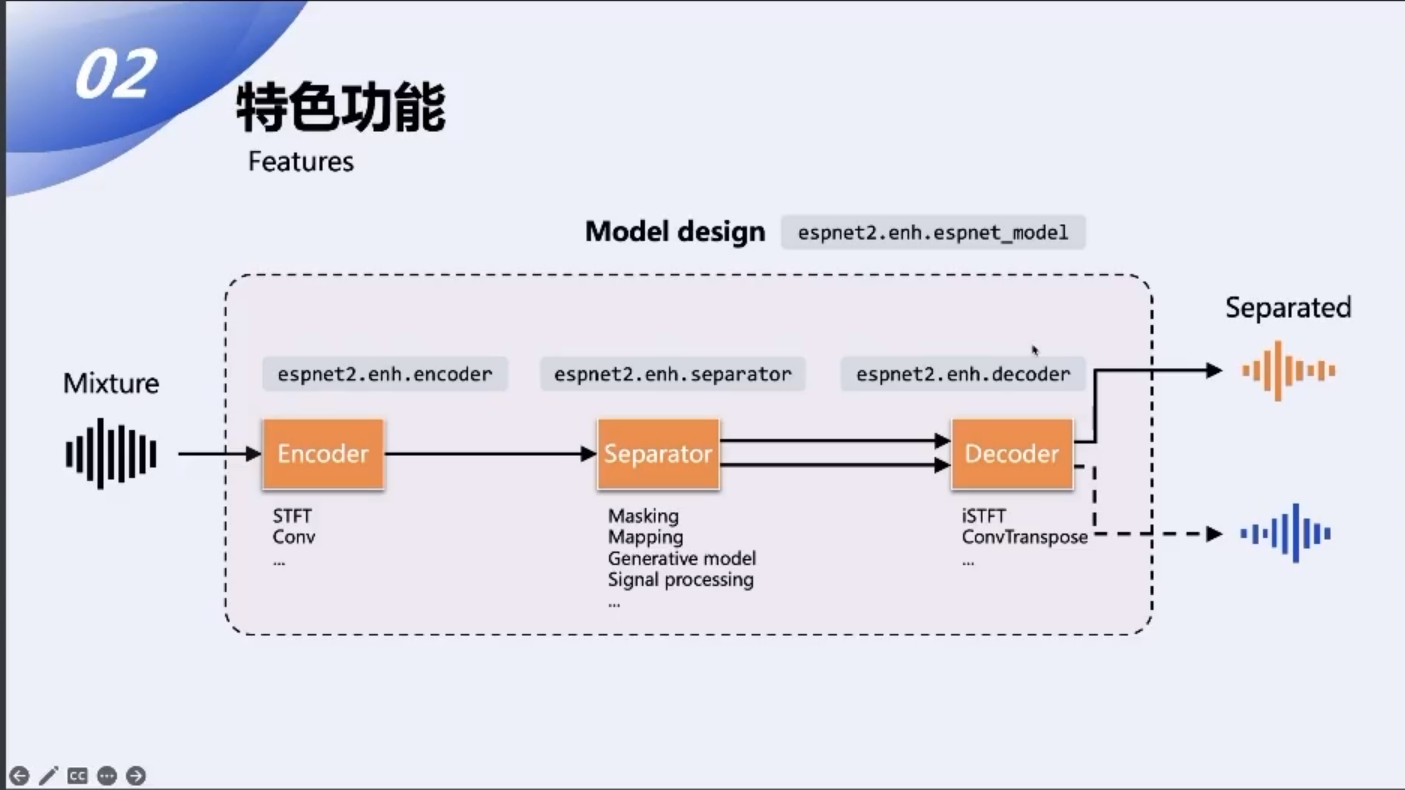 02
特色功能
Features
Model design espnet2.enh.espnet_model
Separated
Mixture
espnet2.enh.encoder
espnet2.enh.separator
espnet2.enh.decoder
Encoder
Separator
Decoder
STFT
Conv
...
Masking
Mapping
Generative model
Signal processing
...
iSTFT
ConvTranspose
...
CC